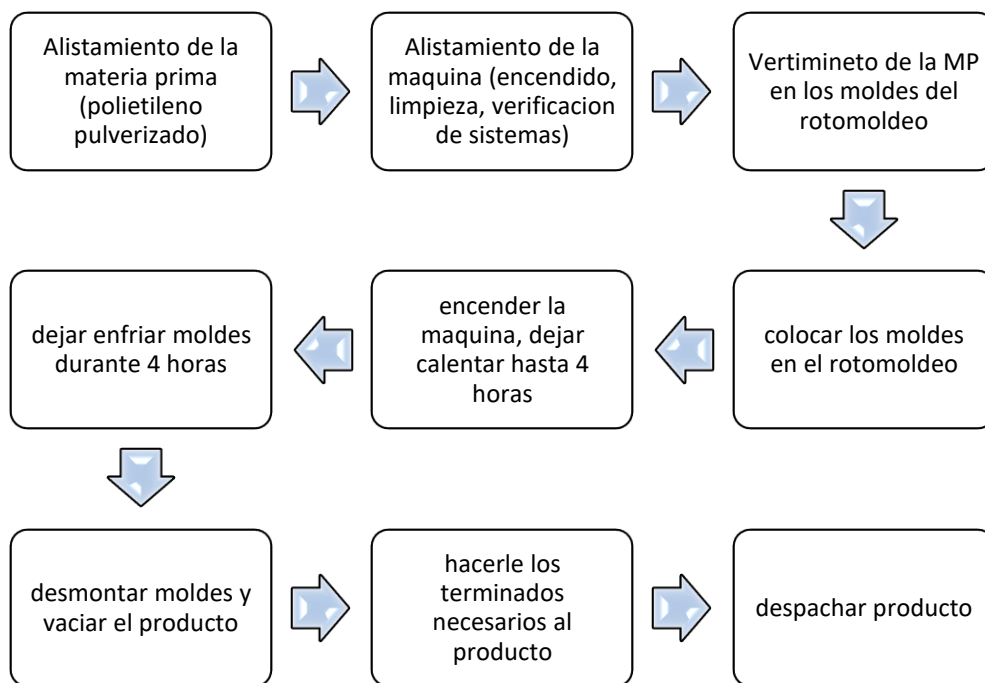 Alistamiento de la
materia prima
(polietileno
pulverizado)
Alistamiento de la
maquina (encendido,
limpieza, verificacion
de sistemas)
Vertimineto de la MP
en los moldes del
rotomoldeo
colocar los moldes
en el rotomoldeo
encender la
maquina, dejar
calentar hasta 4
horas
dejar enfriar moldes
durante 4 horas
desmontar moldes y
vaciar el producto
hacerle los
terminados
necesarios al
producto
despachar producto